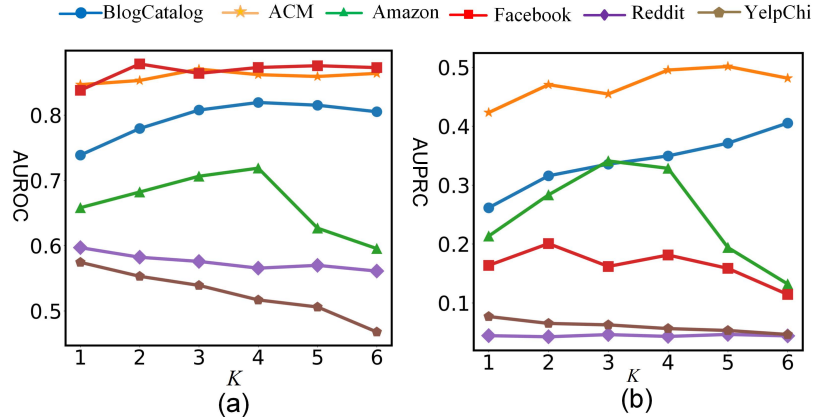 BlogCatalog ACM Amazon Facebook Reddit YelpChi
0.8
0.7
0.6
0.5
AUROC
1 2 3 4 5 6
K
(a)
0.5
0.4
0.3
0.2
0.1
AUPRC
1 2 3 4 5 6
K
(b)